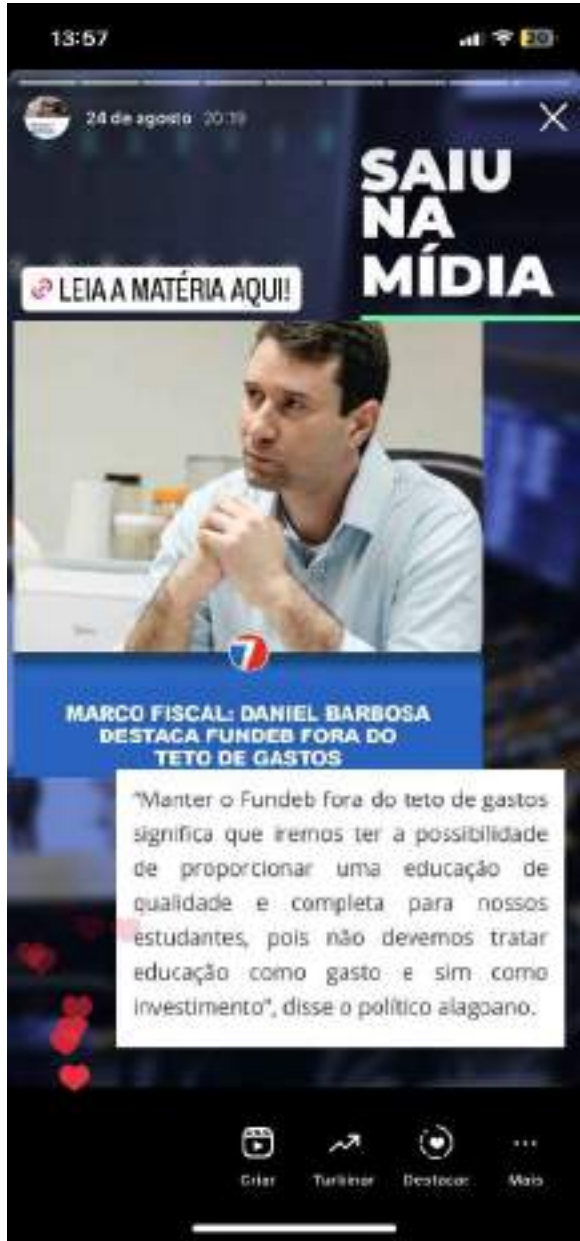 13:57
20
24 de agosto 20:19
SAIU
NA
MÍDIA
LEIA A MATÉRIA AQUI!
7
MARCO FISCAL: DANIEL BARBOSA
DESTACA FUNDEB FORA DO
TETO DE GASTOS
"Manter o Fundeb fora do teto de gastos
significa que iremos ter a possibilidade
de proporcionar uma educação de
qualidade e completa para nossos
estudantes, pois não devemos tratar
educação como gasto e sim como
investimento", disse o político alagoano.
Criar Turbinar Destacar Mais